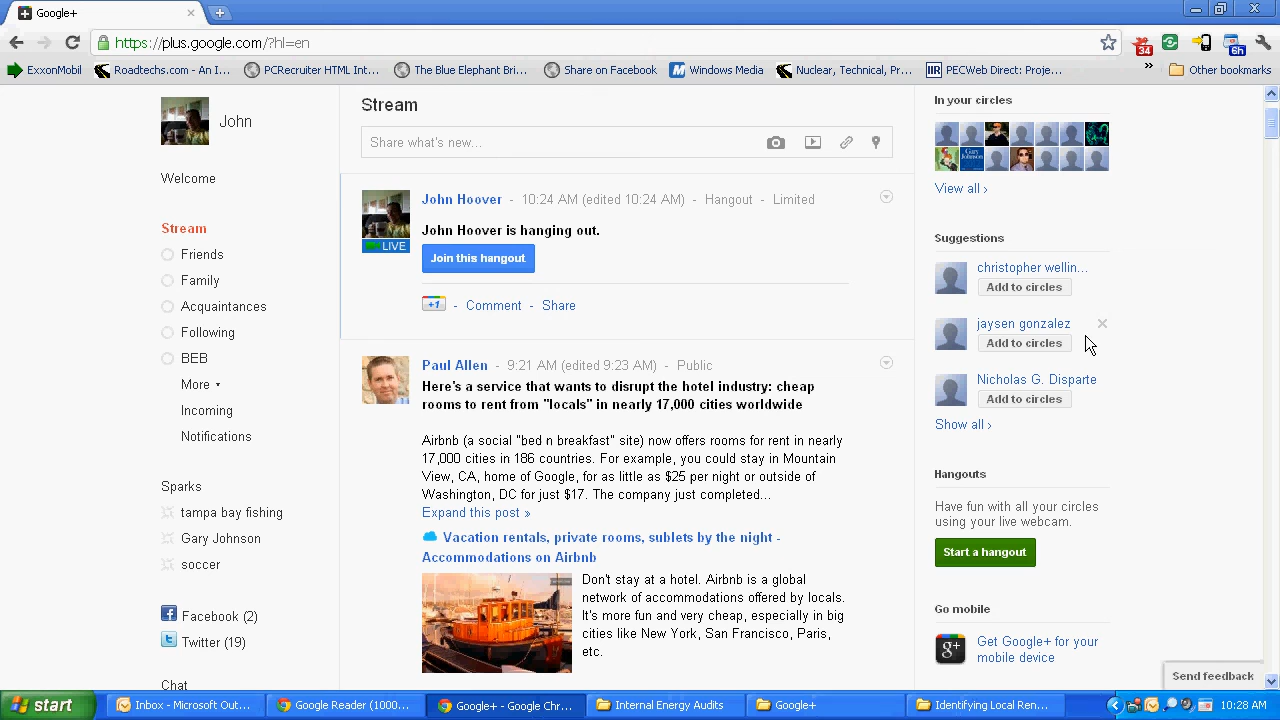 Google+
https://plus.google.com/?hl=en
34
6h
ExxonMobil
Roadtechs.com - An I...
PCRecruiter HTML Int...
The Blue Elephant Bri...
Share on Facebook
Windows Media
Nuclear, Technical, Pr...
PECWeb Direct: Proje...
»
Other bookmarks
John
Welcome
Stream
Friends
Family
Acquaintances
Following
BEB
More
Incoming
Notifications
Sparks
tampa bay fishing
Gary Johnson
soccer
Facebook (2)
Twitter (19)
Chat
Stream
Share what's new...
John Hoover - 10:24 AM (edited 10:24 AM) - Hangout - Limited
LIVE
John Hoover is hanging out.
Join this hangout
+1 - Comment - Share
Paul Allen - 9:21 AM (edited 9:23 AM) - Public
Here's a service that wants to disrupt the hotel industry: cheap
rooms to rent from "locals" in nearly 17,000 cities worldwide
Airbnb (a social "bed n breakfast" site) now offers rooms for rent in nearly
17,000 cities in 186 countries. For example, you could stay in Mountain
View, CA, home of Google, for as little as $25 per night or outside of
Washington, DC for just $17. The company just completed...
Expand this post »
Vacation rentals, private rooms, sublets by the night -
Accommodations on Airbnb
Don't stay at a hotel. Airbnb is a global
network of accommodations offered by locals.
It's more fun and very cheap, especially in big
cities like New York, San Francisco, Paris,
etc.
In your circles
Gary Johnson
View all ›
Suggestions
christopher wellin...
Add to circles
jaysen gonzalez
Add to circles
Nicholas G. Disparte
Add to circles
Show all ›
Hangouts
Have fun with all your circles
using your live webcam.
Start a hangout
Go mobile
g+
Get Google+ for your
mobile device
Send feedback
start
Inbox - Microsoft Out...
Google Reader (1000...
Google+ - Google Chr...
Internal Energy Audits
Google+
Identifying Local Ren...
10:28 AM